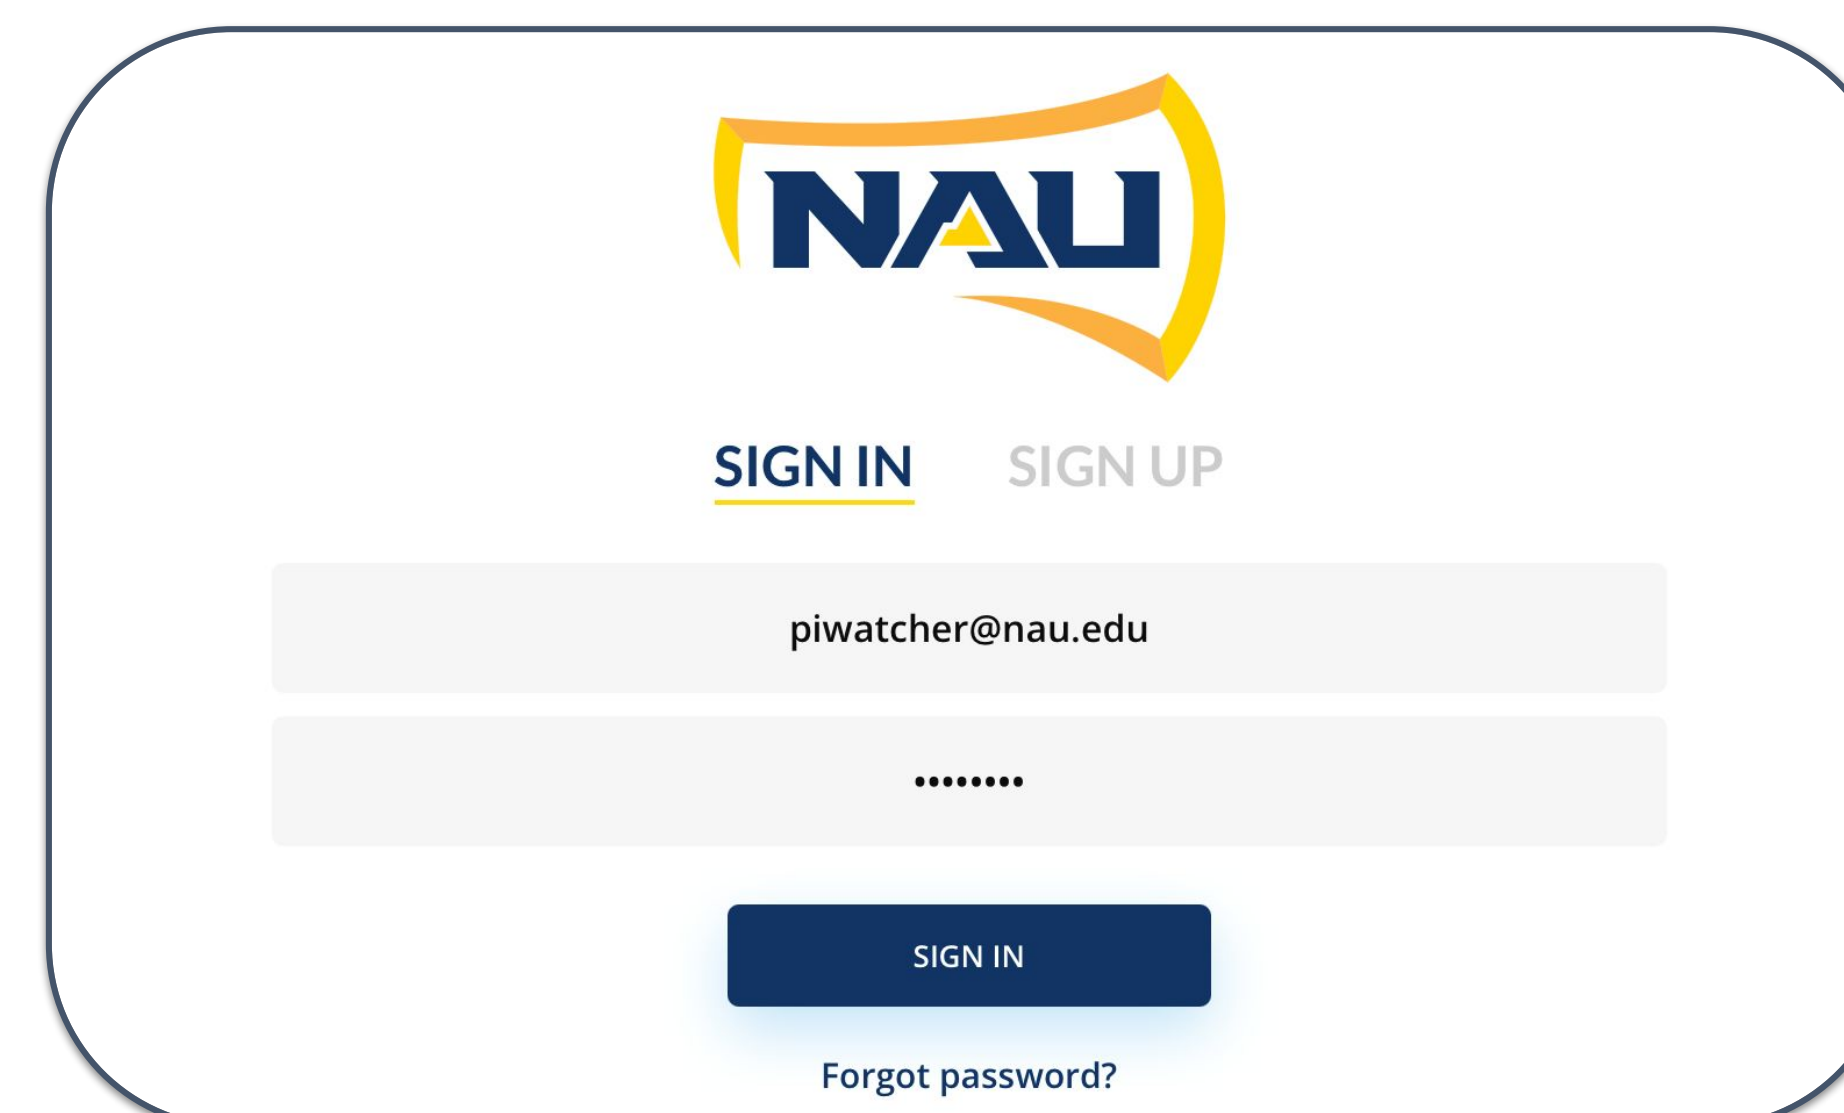 NAU
SIGN IN SIGN UP
piwatcher@nau.edu
••••••••
SIGN IN
Forgot password?